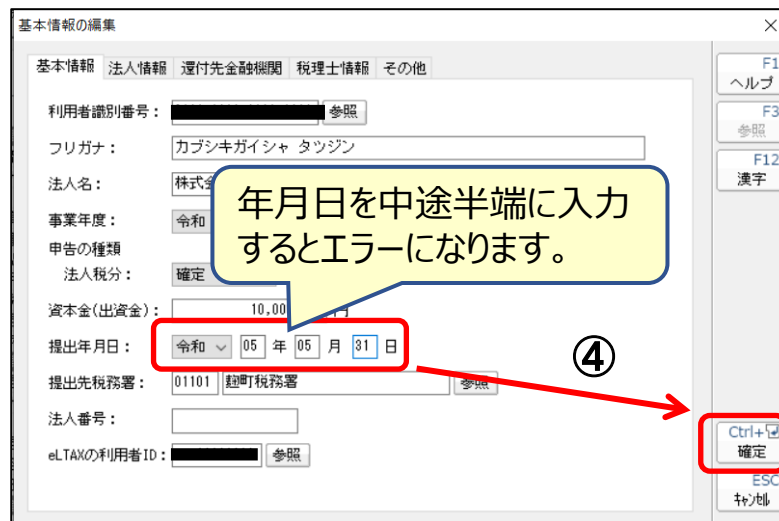 基本情報の編集
基本情報 法人情報 還付先金融機関 税理士情報 その他
利用者識別番号： 参照
フリガナ： カブシキガイシャ タツジン
法人名： 株式
年月日を中途半端に入力
するとエラーになります。
事業年度： 令和
申告の種類
法人税分： 確定
資本金(出資金)： 10,00
提出年月日： 令和 05 年 05 月 31 日
④
提出先税務署： 01101 麹町税務署 参照
法人番号：
eLTAXの利用者ID： 参照
F1
ヘルプ
F3
参照
F12
漢字
Ctrl+
確定
ESC
キャンセル